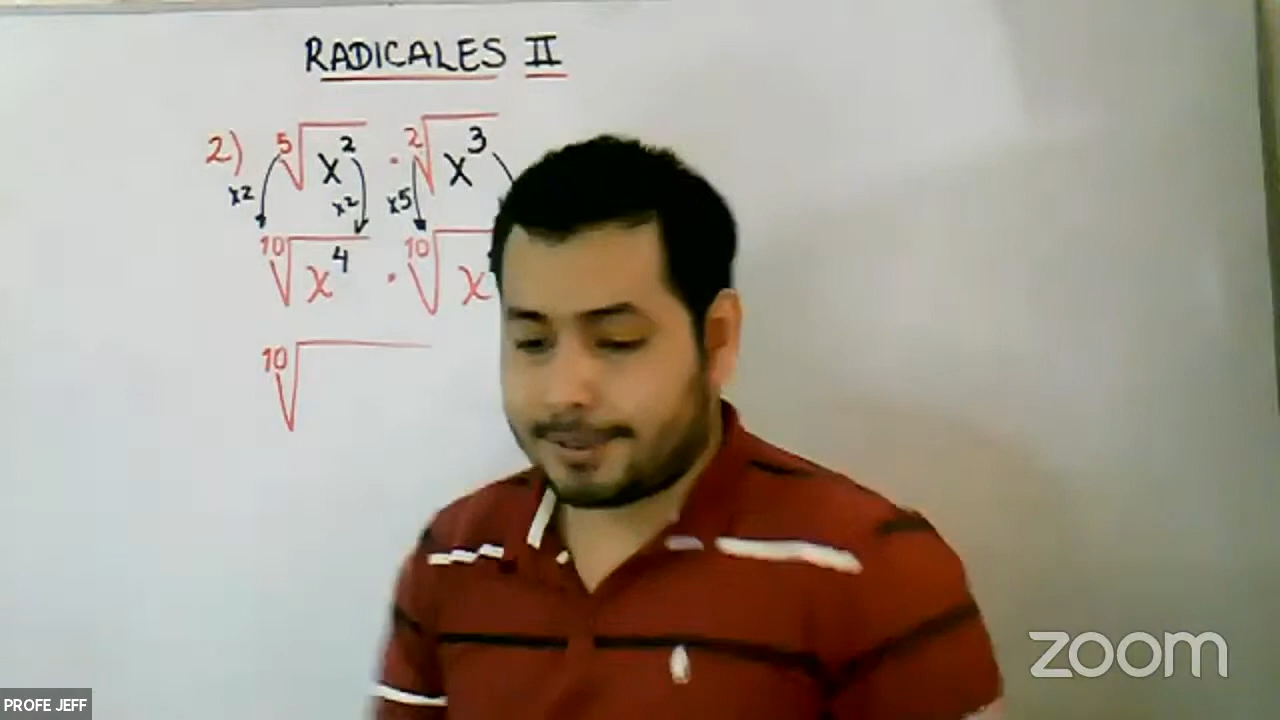 RADICALES II
2) ⁵√x² · ²√x³
x2 x2 x5
¹⁰√x⁴ · ¹⁰√x
¹⁰√
zoom
PROFE JEFF